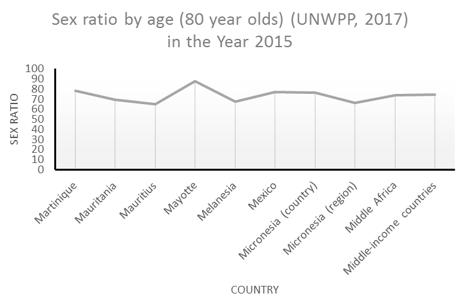 Sex ratio by age (80 year olds) (UNWPP, 2017)
in the Year 2015
100
90
80
70
60
50
40
30
20
10
0
SEX RATIO
Martinique
Mauritania
Mauritius
Mayotte
Melanesia
Mexico
Micronesia (country)
Micronesia (region)
Middle Africa
Middle-income countries
COUNTRY